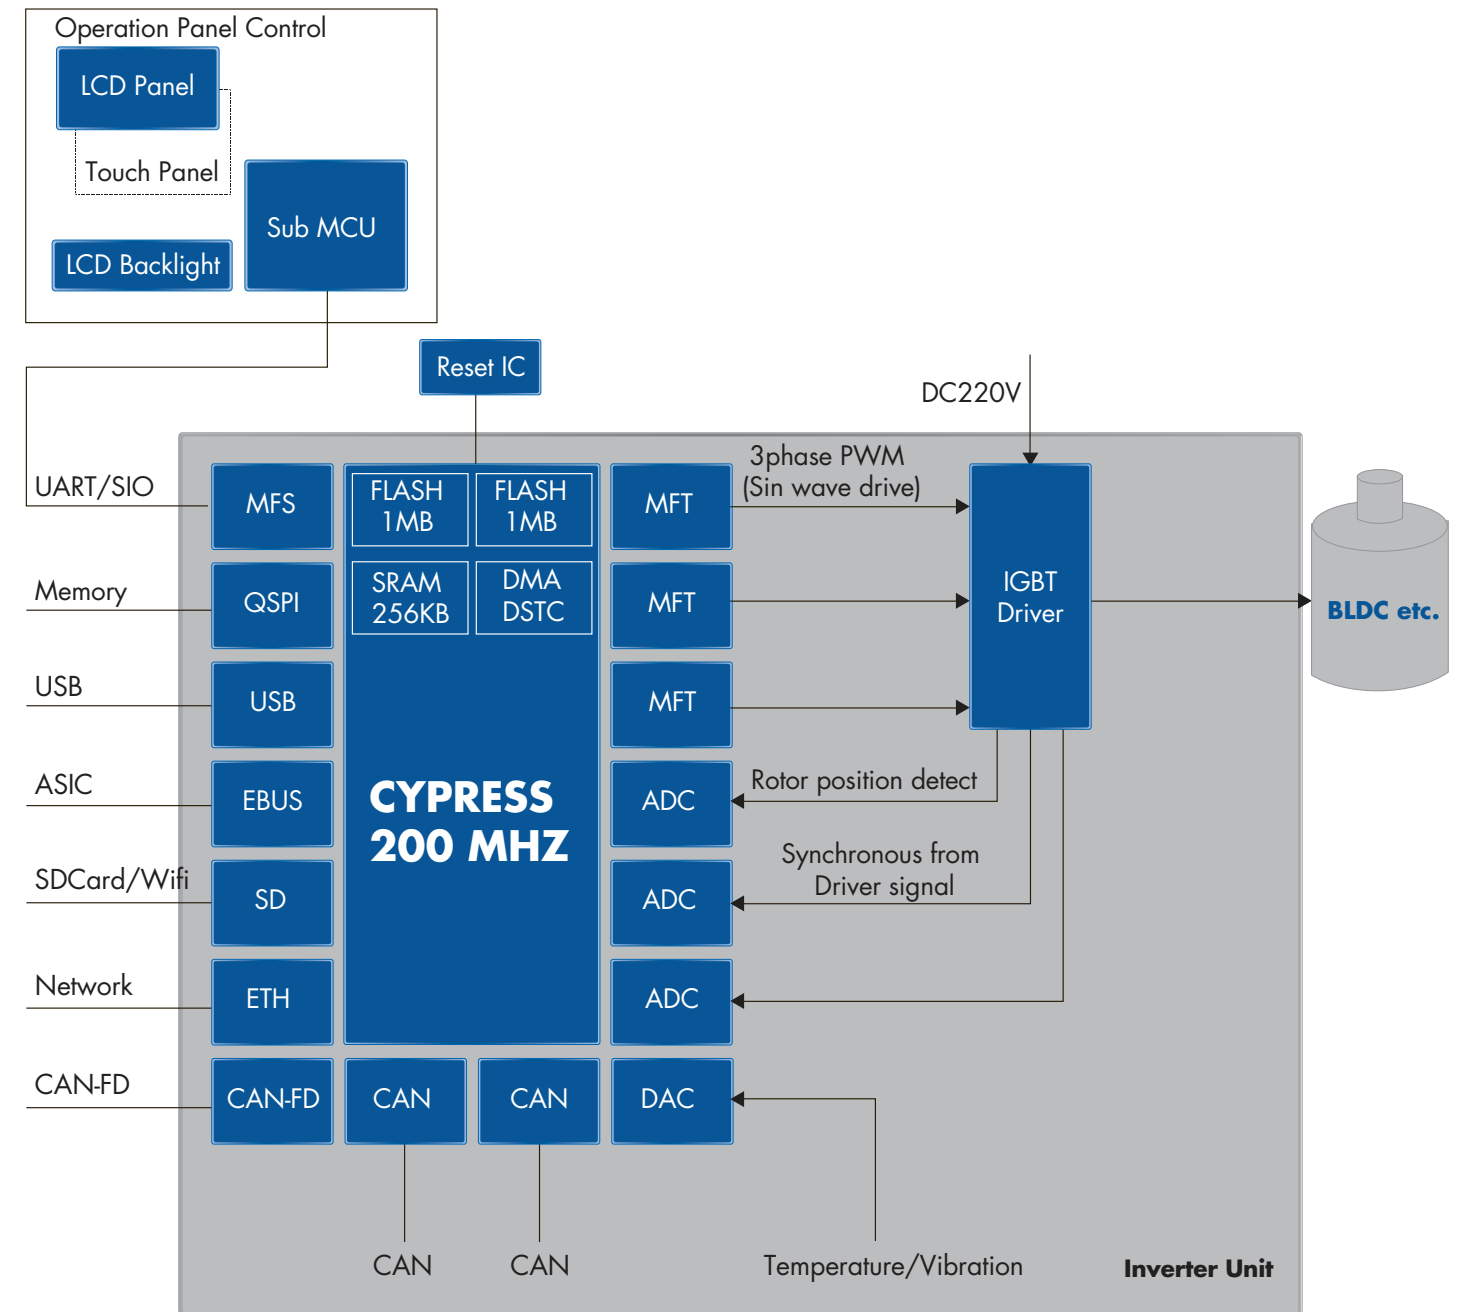 Operation Panel Control
LCD Panel
Touch Panel
Sub MCU
LCD Backlight
Reset IC
DC220V
UART/SIO
MFS
FLASH
1MB
FLASH
1MB
MFT
3phase PWM
(Sin wave drive)
Memory
QSPI
SRAM
256KB
DMA
DSTC
MFT
IGBT
Driver
BLDC etc.
USB
USB
MFT
ASIC
EBUS
CYPRESS
200 MHZ
ADC
Rotor position detect
SDCard/Wifi
SD
ADC
Synchronous from
Driver signal
Network
ETH
ADC
CAN-FD
CAN-FD
CAN
CAN
DAC
CAN
CAN
Temperature/Vibration
Inverter Unit